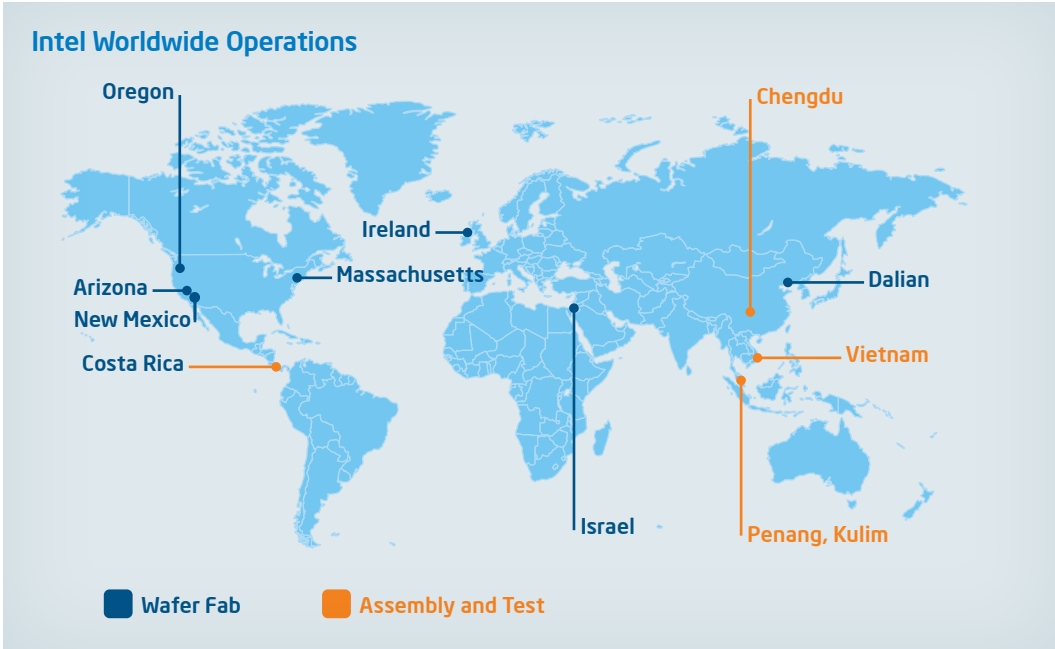 Intel Worldwide Operations
Oregon
Chengdu
Ireland
Massachusetts
Dalian
Arizona
New Mexico
Vietnam
Costa Rica
Israel
Penang, Kulim
Wafer Fab
Assembly and Test